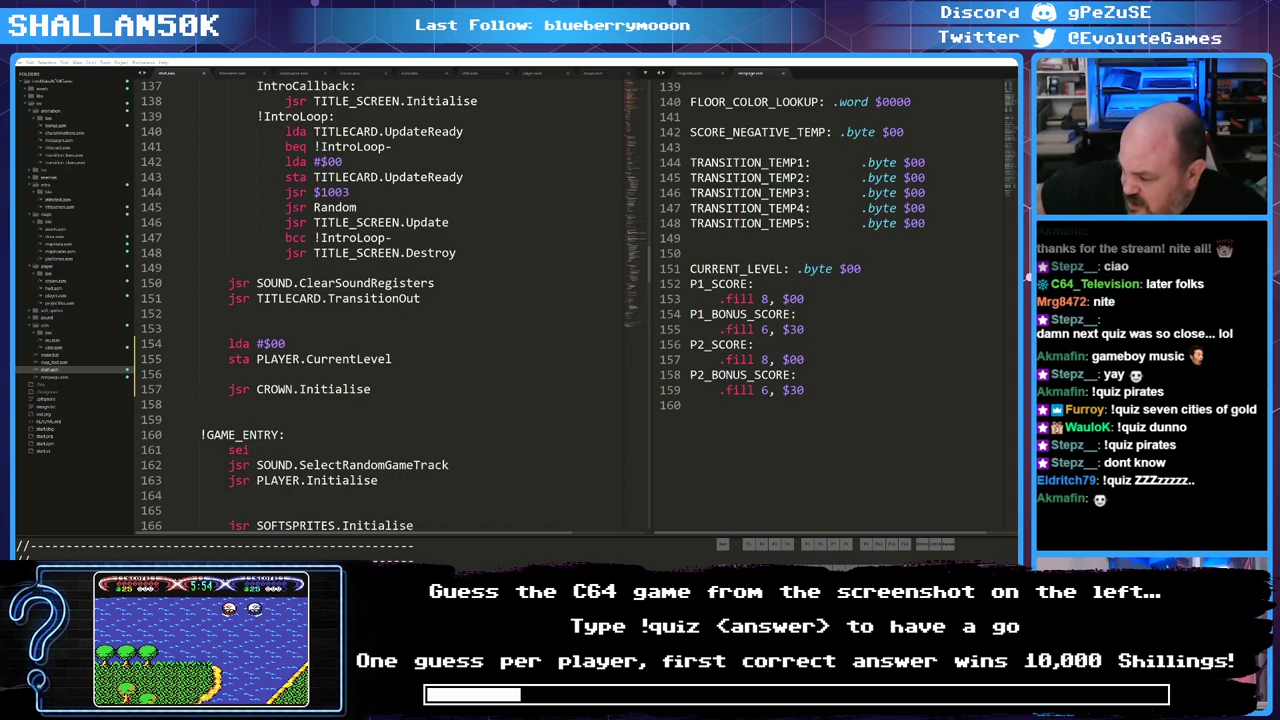 SHALLAN50K
Last Follow: blueberrymooon
Discord gPeZuSE
Twitter @EvoluteGames
FOLDERS
137 IntroCallback:
138 jsr TITLE_SCREEN.Initialise
139 !IntroLoop:
140 lda TITLECARD.UpdateReady
141 beq !IntroLoop-
142 lda #$00
143 sta TITLECARD.UpdateReady
144 jsr $1003
145 jsr Random
146 jsr TITLE_SCREEN.Update
147 bcc !IntroLoop-
148 jsr TITLE_SCREEN.Destroy
149
150 jsr SOUND.ClearSoundRegisters
151 jsr TITLECARD.TransitionOut
152
153
154 lda #$00
155 sta PLAYER.CurrentLevel
156
157 jsr CROWN.Initialise
158
159
160 !GAME_ENTRY:
161 sei
162 jsr SOUND.SelectRandomGameTrack
163 jsr PLAYER.Initialise
164
165
166 jsr SOFTSPRITES.Initialise
//------------------------------------------------------
//
139
140 FLOOR_COLOR_LOOKUP: .word $0000
141
142 SCORE_NEGATIVE_TEMP: .byte $00
143
144 TRANSITION_TEMP1: .byte $00
145 TRANSITION_TEMP2: .byte $00
146 TRANSITION_TEMP3: .byte $00
147 TRANSITION_TEMP4: .byte $00
148 TRANSITION_TEMP5: .byte $00
149
150
151 CURRENT_LEVEL: .byte $00
152 P1_SCORE:
153 .fill 8, $00
154 P1_BONUS_SCORE:
155 .fill 6, $30
156 P2_SCORE:
157 .fill 8, $00
158 P2_BONUS_SCORE:
159 .fill 6, $30
160
Akmafin:
thanks for the stream! nite all!
Stepz__: ciao
C64_Television: later folks
Mrg8472: nite
Stepz__:
damn next quiz was so close... lol
Akmafin: gameboy music
Stepz__: yay
Akmafin: !quiz pirates
Furroy: !quiz seven cities of gold
WauloK: !quiz dunno
Stepz__: !quiz pirates
Stepz__: dont know
Eldritch79: !quiz ZZZzzzzz..
Akmafin:
5:54
25
25
Guess the C64 game from the screenshot on the left...
Type !quiz <answer> to have a go
One guess per player, first correct answer wins 10,000 Shillings!